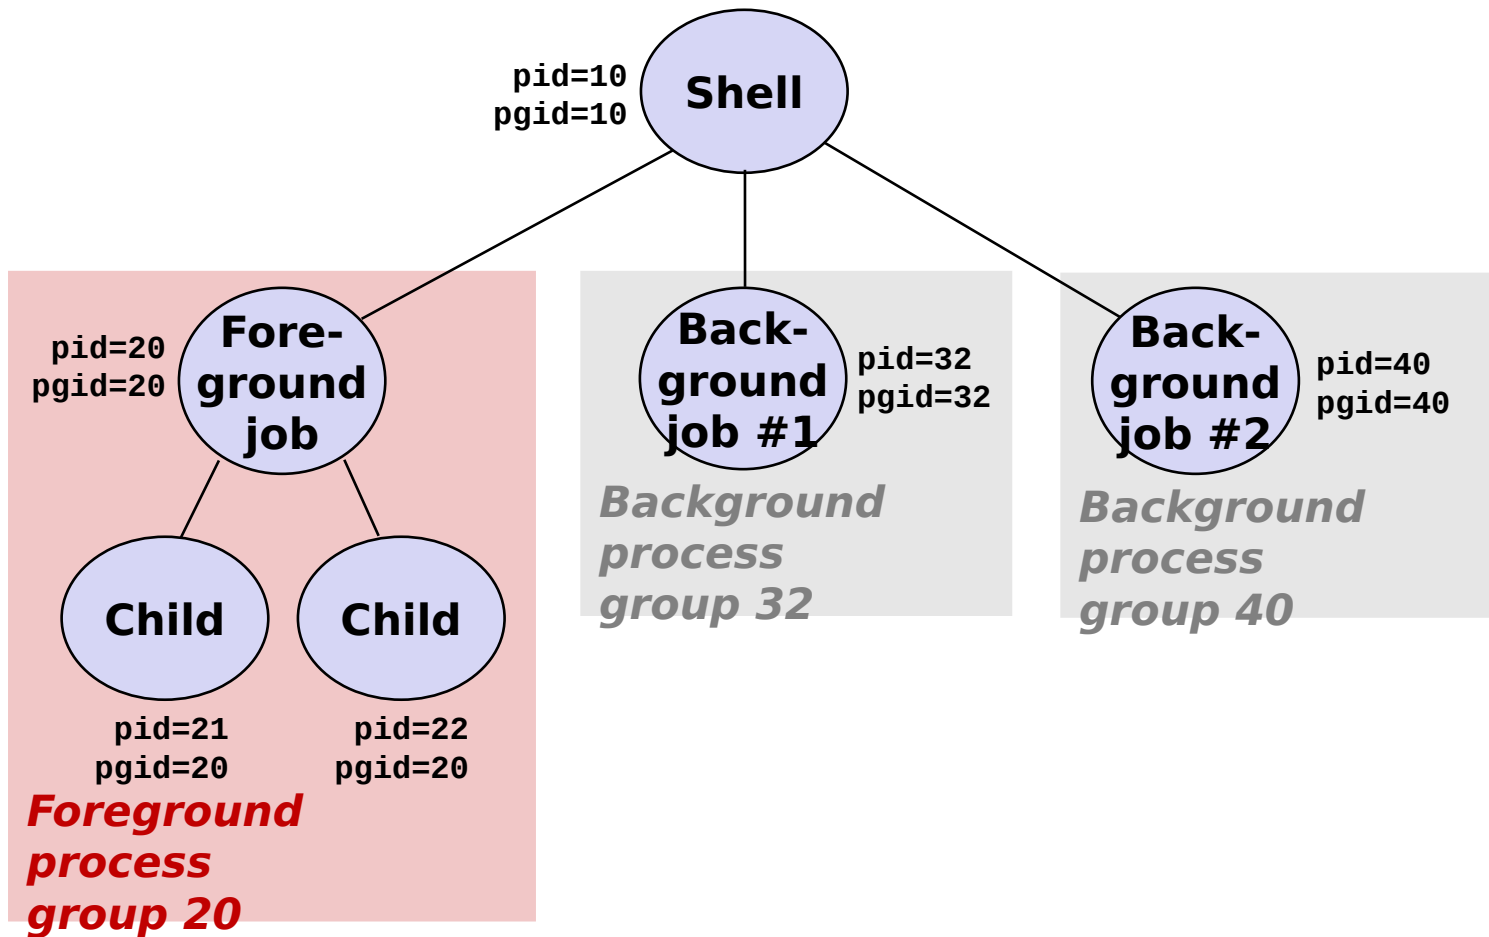 pid=10
pgid=10
Shell
pid=20
pgid=20
Fore-
ground
job
Back-
ground
job #1
pid=32
pgid=32
Back-
ground
job #2
pid=40
pgid=40
Background
process
group 32
Background
process
group 40
Child
Child
pid=21
pgid=20
pid=22
pgid=20
Foreground
process
group 20